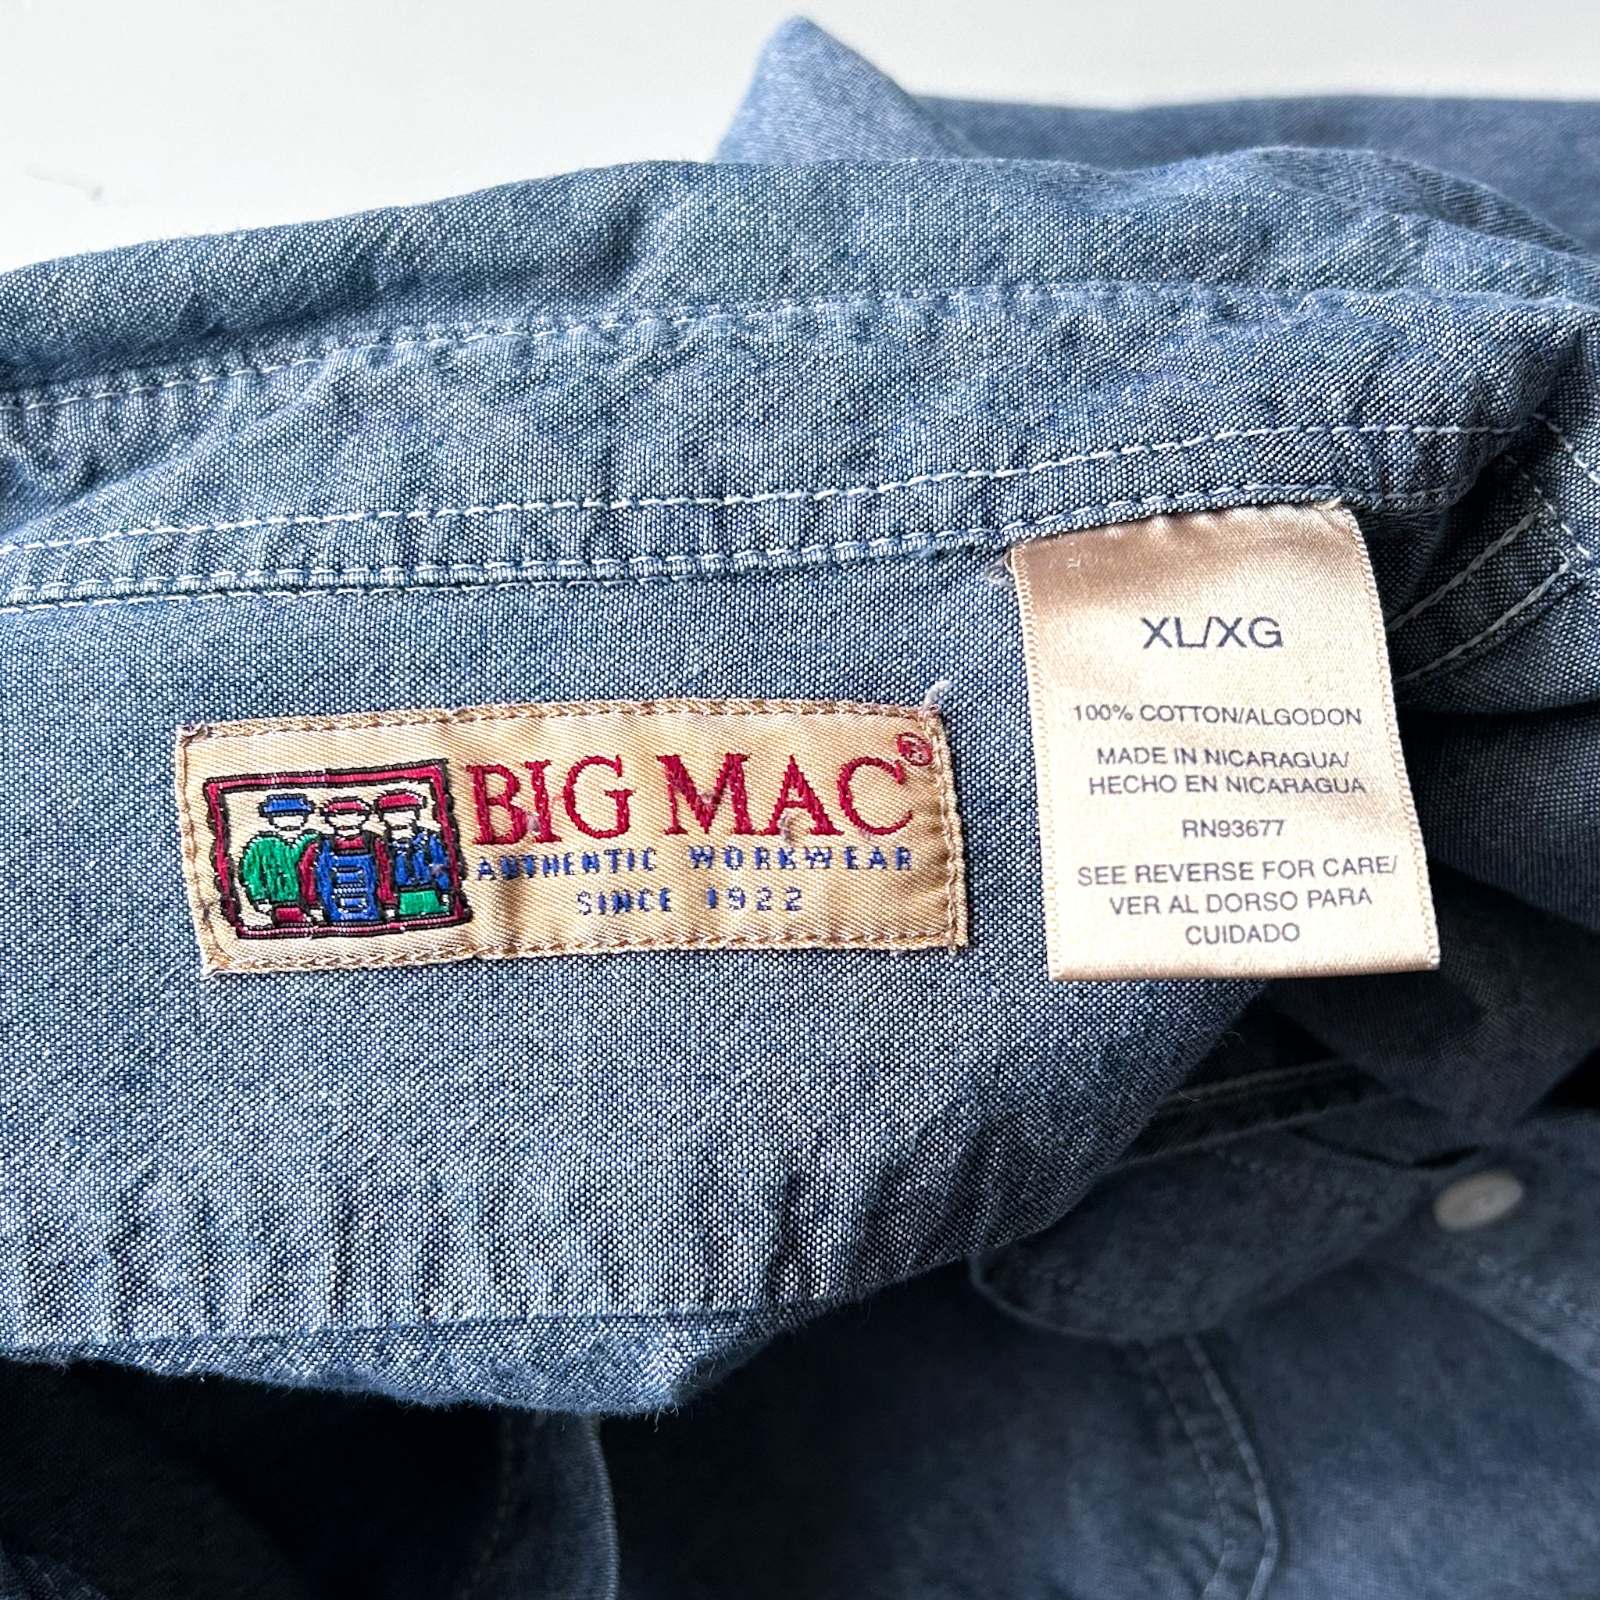 BIG MAC®
AUTHENTIC WORKWEAR
SINCE 1922
XL/XG
100% COTTON/ALGODON
MADE IN NICARAGUA/
HECHO EN NICARAGUA
RN93677
SEE REVERSE FOR CARE/
VER AL DORSO PARA
CUIDADO